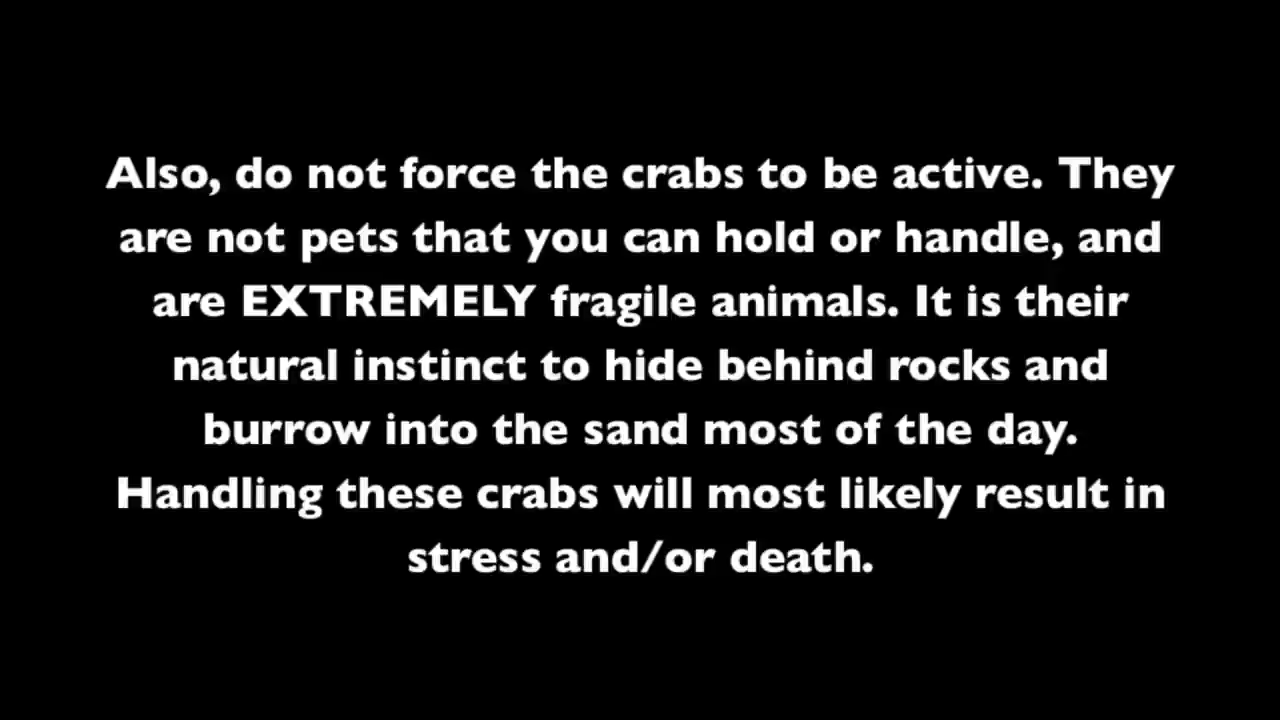 Also, do not force the crabs to be active. They
are not pets that you can hold or handle, and
are EXTREMELY fragile animals. It is their
natural instinct to hide behind rocks and
burrow into the sand most of the day.
Handling these crabs will most likely result in
stress and/or death.